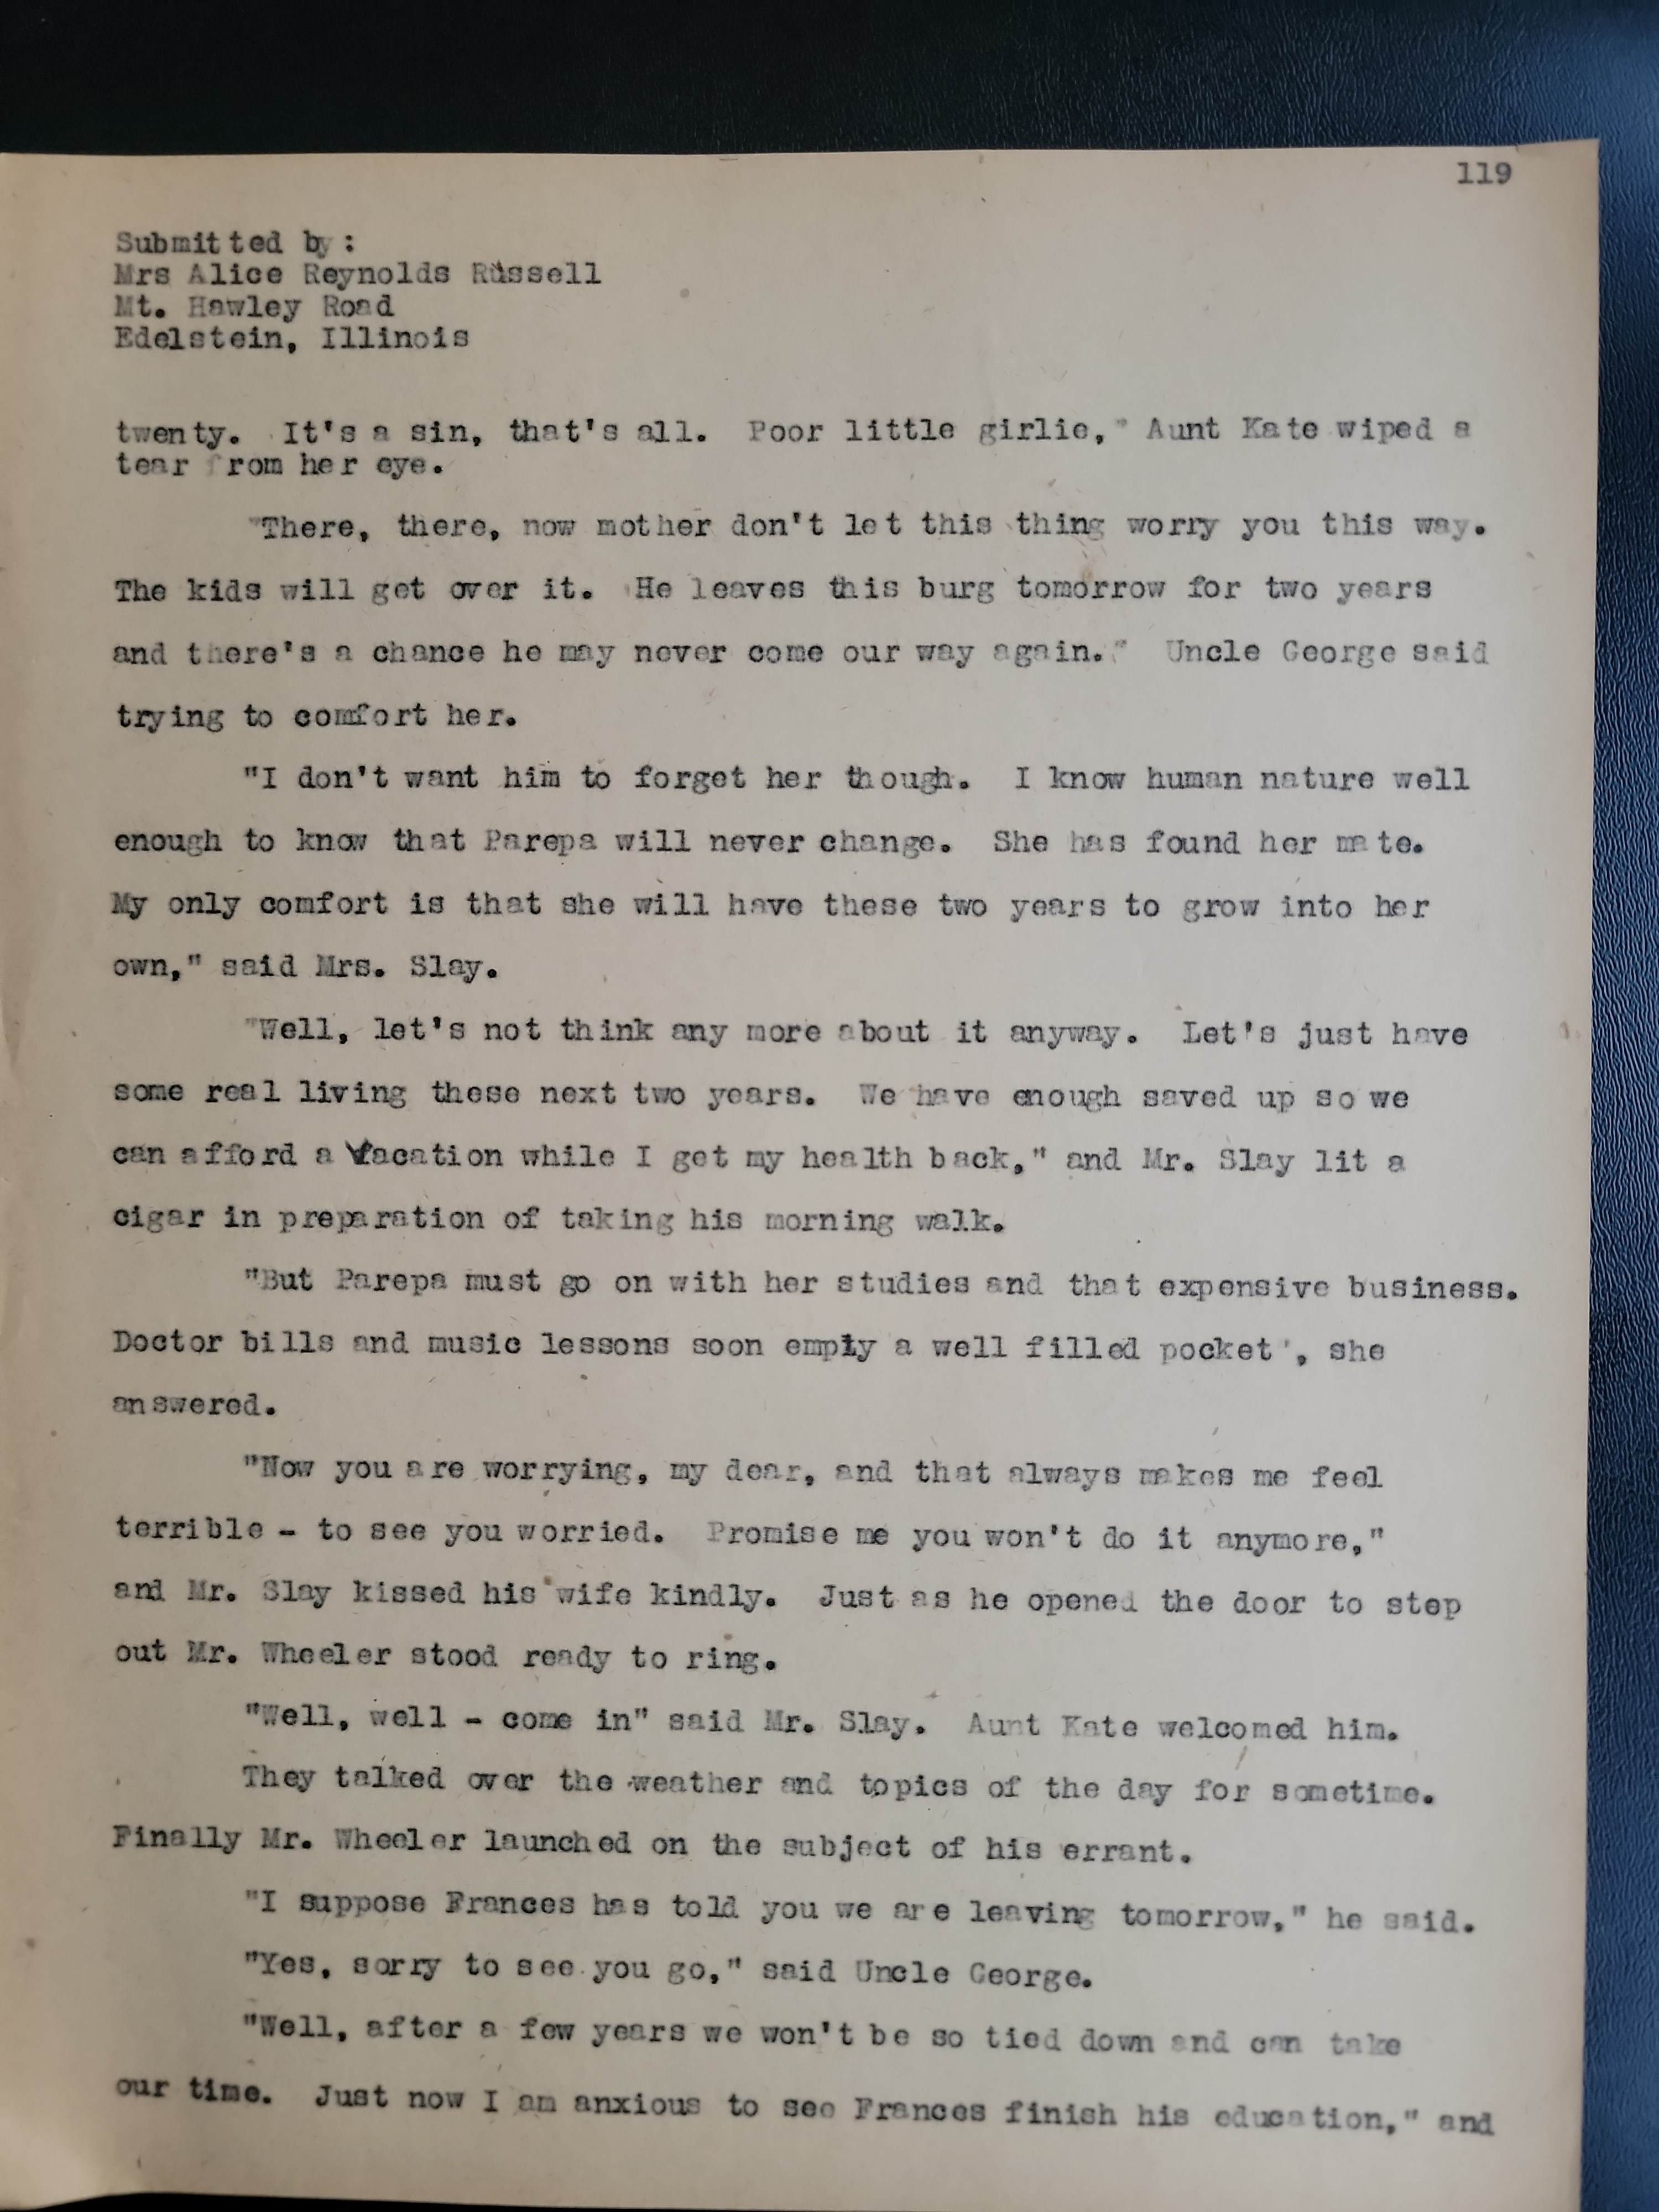 119
Submitted by:
Mrs Alice Reynolds Russell
Mt. Hawley Road
Edelstein, Illinois
twenty.  It's a sin, that's all.  Poor little girlie," Aunt Kate wiped a
tear from her eye.
"There, there, now mother don't let this thing worry you this way.
The kids will get over it.  He leaves this burg tomorrow for two years
and there's a chance he may never come our way again."  Uncle George said
trying to comfort her.
"I don't want him to forget her though.  I know human nature well
enough to know that Parepa will never change.  She has found her mate.
My only comfort is that she will have these two years to grow into her
own," said Mrs. Slay.
"Well, let's not think any more about it anyway.  Let's just have
some real living these next two years.  We have enough saved up so we
can afford a Vacation while I get my health back," and Mr. Slay lit a
cigar in preparation of taking his morning walk.
"But Parepa must go on with her studies and that expensive business.
Doctor bills and music lessons soon empty a well filled pocket', she
answered.
"Now you are worrying, my dear, and that always makes me feel
terrible - to see you worried.  Promise me you won't do it anymore,"
and Mr. Slay kissed his wife kindly.  Just as he opened the door to step
out Mr. Wheeler stood ready to ring.
"Well, well - come in" said Mr. Slay.  Aunt Kate welcomed him.
They talked over the weather and topics of the day for sometime.
Finally Mr. Wheeler launched on the subject of his errant.
"I suppose Frances has told you we are leaving tomorrow," he said.
"Yes, sorry to see you go," said Uncle George.
"Well, after a few years we won't be so tied down and can take
our time.  Just now I am anxious to see Frances finish his education," and